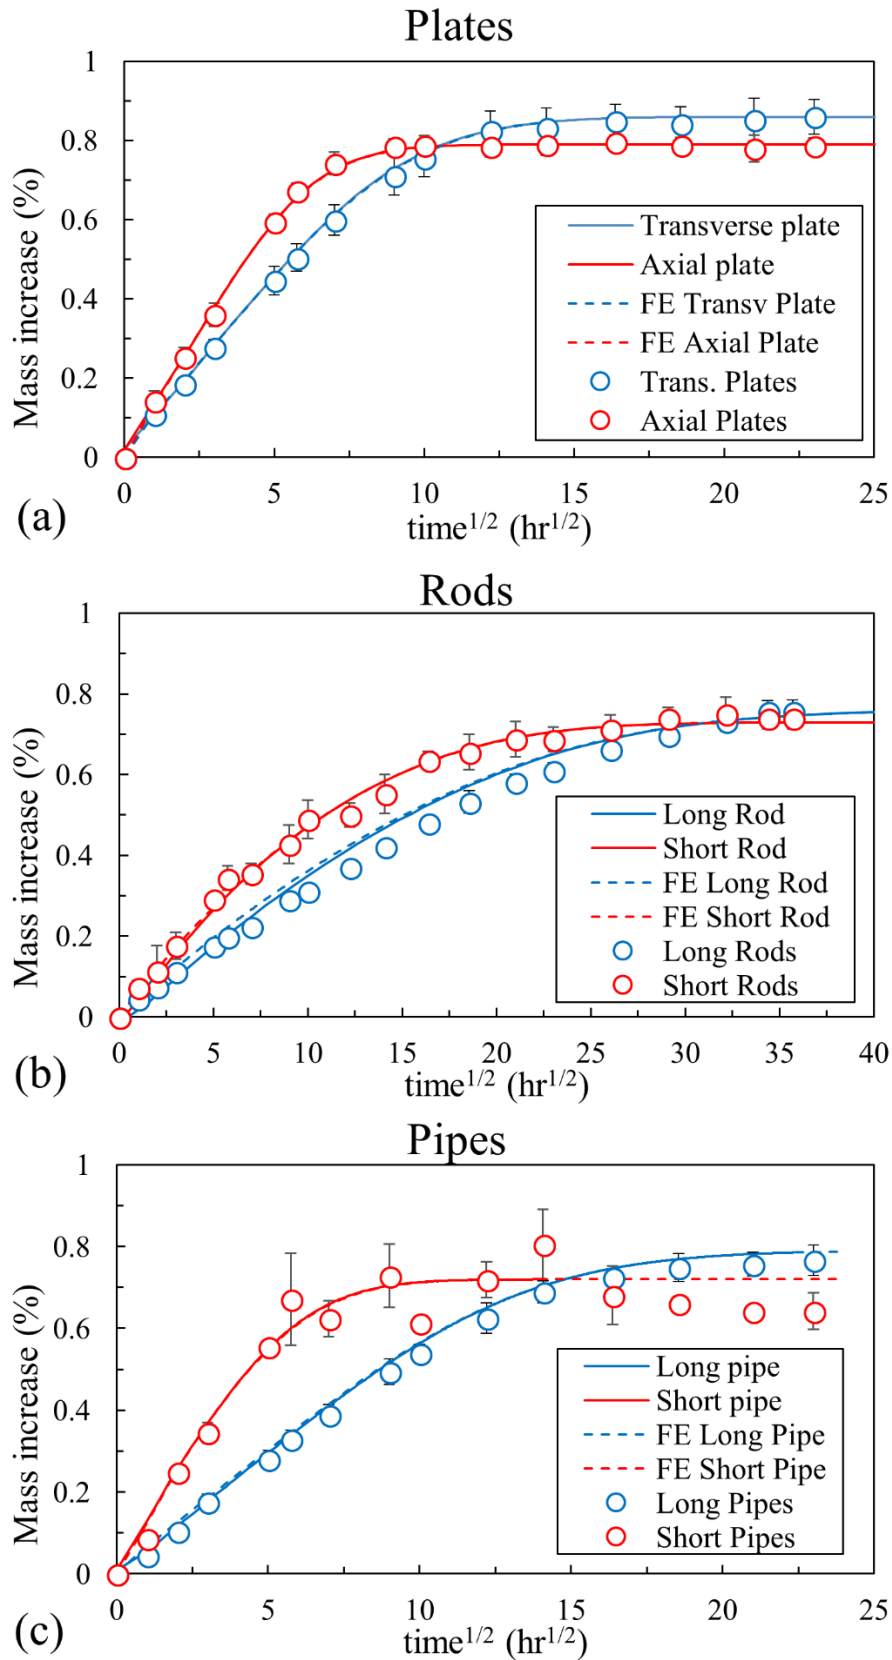 Plates
1
0.8
0.6
0.4
0.2
0
Mass increase (%)
Transverse plate
Axial plate
FE Transv Plate
FE Axial Plate
Trans. Plates
Axial Plates
0 5 10 15 20 25
(a)
time1/2 (hr1/2)
Rods
1
0.8
0.6
0.4
0.2
0
Mass increase (%)
Long Rod
Short Rod
FE Long Rod
FE Short Rod
Long Rods
Short Rods
0 5 10 15 20 25 30 35 40
(b)
time1/2 (hr1/2)
Pipes
1
0.8
0.6
0.4
0.2
0
Mass increase (%)
Long pipe
Short pipe
FE Long Pipe
FE Short Pipe
Long Pipes
Short Pipes
0 5 10 15 20 25
(c)
time1/2 (hr1/2)